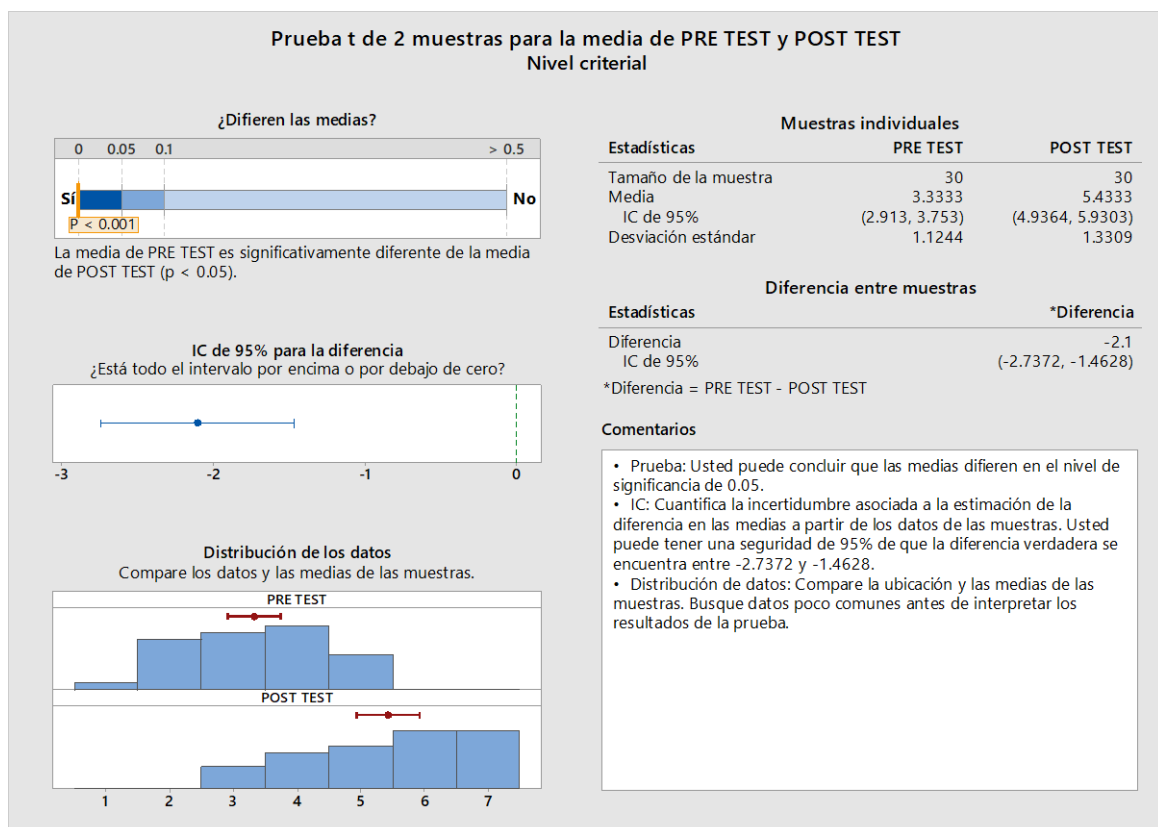 Prueba t de 2 muestras para la media de PRE TEST y POST TEST
Nivel criterial
¿Difieren las medias?
0 0.05 0.1 > 0.5
Sí No
P < 0.001
La media de PRE TEST es significativamente diferente de la media
de POST TEST (p < 0.05).
IC de 95% para la diferencia
¿Está todo el intervalo por encima o por debajo de cero?
-3 -2 -1 0
Distribución de los datos
Compare los datos y las medias de las muestras.
PRE TEST
POST TEST
1 2 3 4 5 6 7
Muestras individuales
Estadísticas PRE TEST POST TEST
Tamaño de la muestra 30 30
Media 3.3333 5.4333
IC de 95% (2.913, 3.753) (4.9364, 5.9303)
Desviación estándar 1.1244 1.3309
Diferencia entre muestras
Estadísticas *Diferencia
Diferencia -2.1
IC de 95% (-2.7372, -1.4628)
*Diferencia = PRE TEST - POST TEST
Comentarios
• Prueba: Usted puede concluir que las medias difieren en el nivel de
significancia de 0.05.
• IC: Cuantifica la incertidumbre asociada a la estimación de la
diferencia en las medias a partir de los datos de las muestras. Usted
puede tener una seguridad de 95% de que la diferencia verdadera se
encuentra entre -2.7372 y -1.4628.
• Distribución de datos: Compare la ubicación y las medias de las
muestras. Busque datos poco comunes antes de interpretar los
resultados de la prueba.